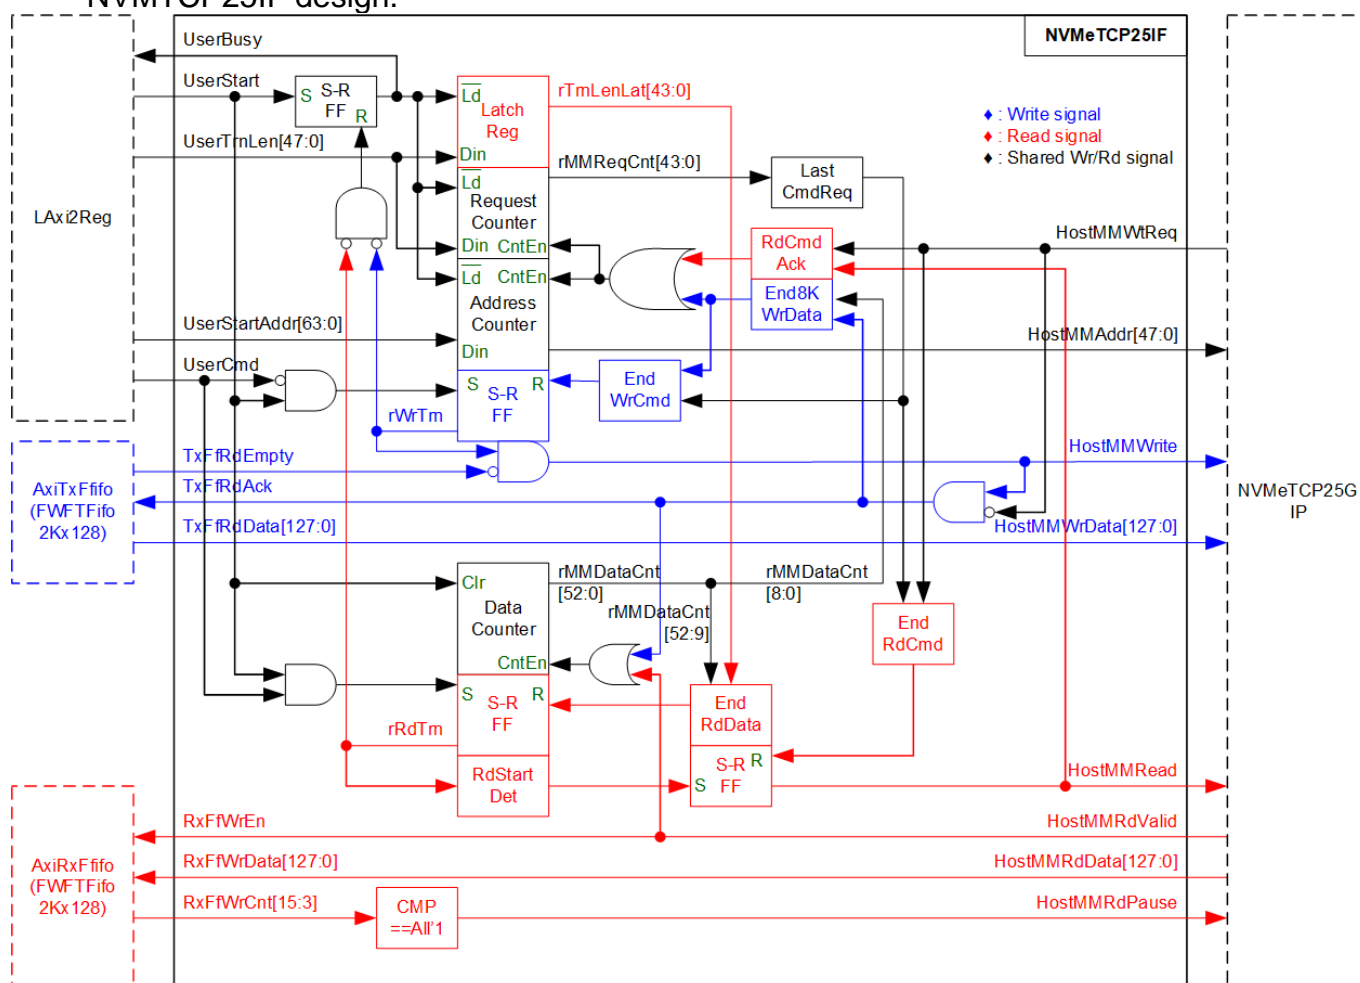 NVMTCP25IF design.
NVMeTCP25IF
UserBusy
UserStart
S
S-R
FF
R
Ld
Latch
Reg
Din
rTrnLenLat[43:0]
♦ : Write signal
♦ : Read signal
♦ : Shared Wr/Rd signal
UserTrnLen[47:0]
rMMReqCnt[43:0]
Last
CmdReq
Ld
Request
Counter
Din CntEn
LAxi2Reg
RdCmd
Ack
HostMMWtReq
Ld CntEn
Address
Counter
Din
End8K
WrData
UserStartAddr[63:0]
HostMMAddr[47:0]
UserCmd
S
S-R
FF
R
End
WrCmd
rWrTrn
TxFfRdEmpty
HostMMWrite
AxiTxFfifo
(FWFTFifo
2Kx128)
TxFfRdAck
NVMeTCP25G
IP
TxFfRdData[127:0]
HostMMWrData[127:0]
Clr
Data
Counter
CntEn
rMMDataCnt
[52:0]
rMMDataCnt
[8:0]
rMMDataCnt
[52:9]
End
RdCmd
S
S-R
FF
R
End
RdData
rRdTrn
RdStart
Det
S
S-R
FF
R
HostMMRead
RxFfWrEn
HostMMRdValid
AxiRxFfifo
(FWFTFifo
2Kx128)
RxFfWrData[127:0]
HostMMRdData[127:0]
RxFfWrCnt[15:3]
CMP
==All'1
HostMMRdPause